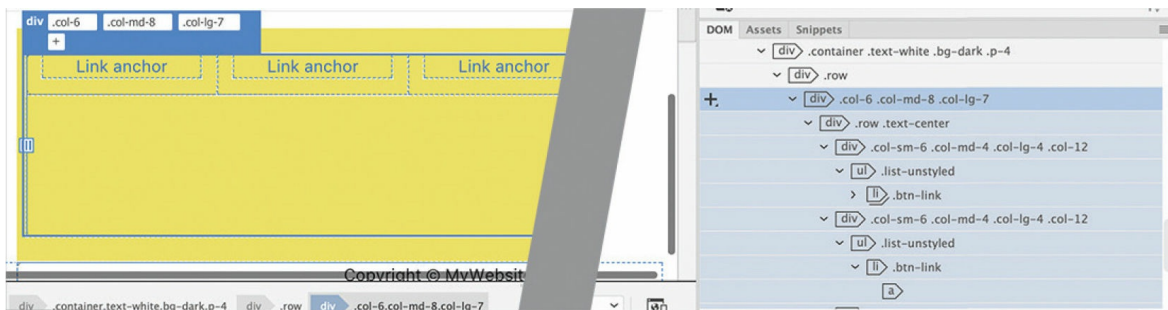 div .col-6 .col-md-8 .col-lg-7
+
Link anchor Link anchor Link anchor
Copyright © MyWebsit
div .container.text-white.bg-dark.p-4 div .row div .col-6.col-md-8.col-lg-7
DOM Assets Snippets
div .container .text-white .bg-dark .p-4
div .row
div .col-6 .col-md-8 .col-lg-7
div .row .text-center
div .col-sm-6 .col-md-4 .col-lg-4 .col-12
ul .list-unstyled
li .btn-link
div .col-sm-6 .col-md-4 .col-lg-4 .col-12
ul .list-unstyled
li .btn-link
a